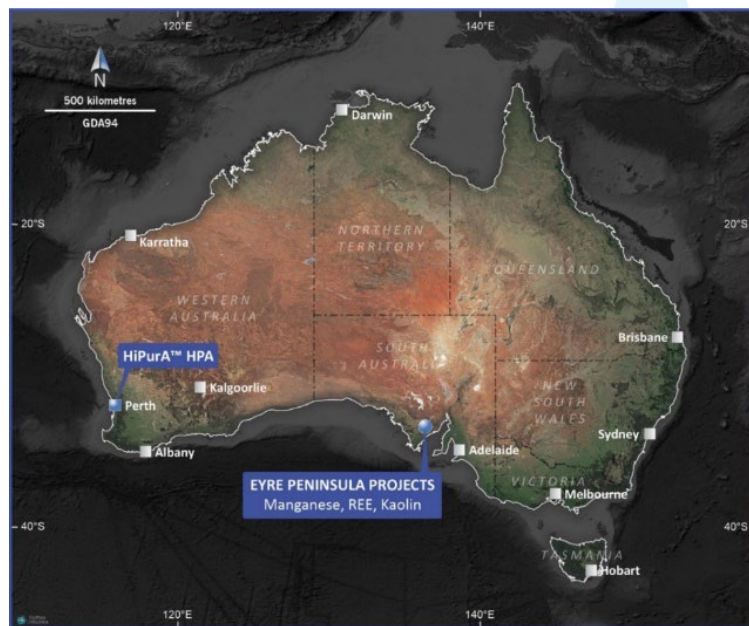 120°E
140°E
N
500 kilometres
GDA94
Darwin
20°S
20°S
Karratha
NORTHERN
TERRITORY
QUEENSLAND
WESTERN
AUSTRALIA
HiPurA™ HPA
Brisbane
SOUTH
AUSTRALIA
Kalgoorlie
Perth
NEW
SOUTH
WALES
Sydney
Albany
Adelaide
EYRE PENINSULA PROJECTS
Manganese, REE, Kaolin
VICTORIA
Melbourne
40°S
40°S
TASMANIA
Hobart
120°E
140°E